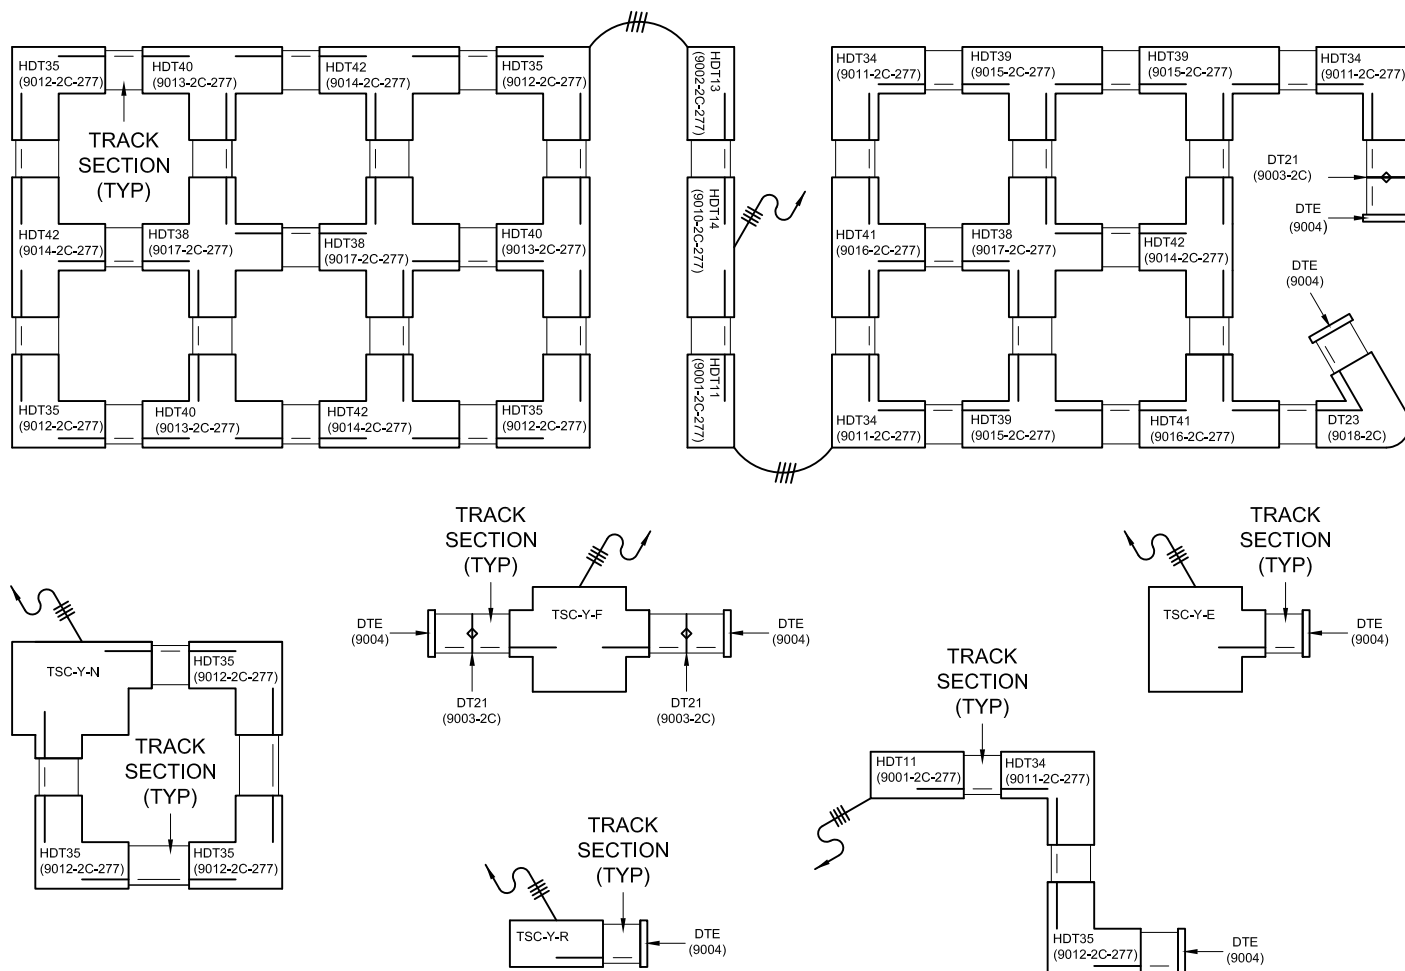 HDT35
(9012-2C-277)
HDT40
(9013-2C-277)
HDT42
(9014-2C-277)
HDT35
(9012-2C-277)
TRACK
SECTION
(TYP)
HDT42
(9014-2C-277)
HDT38
(9017-2C-277)
HDT38
(9017-2C-277)
HDT40
(9013-2C-277)
HDT35
(9012-2C-277)
HDT40
(9013-2C-277)
HDT42
(9014-2C-277)
HDT35
(9012-2C-277)
HDT13
(9002-2C-277)
HDT14
(9010-2C-277)
HDT11
(9001-2C-277)
HDT34
(9011-2C-277)
HDT39
(9015-2C-277)
HDT39
(9015-2C-277)
HDT34
(9011-2C-277)
DT21
(9003-2C)
DTE
(9004)
HDT41
(9016-2C-277)
HDT38
(9017-2C-277)
HDT42
(9014-2C-277)
DTE
(9004)
HDT34
(9011-2C-277)
HDT39
(9015-2C-277)
HDT41
(9016-2C-277)
DT23
(9018-2C)
TSC-Y-N
HDT35
(9012-2C-277)
TRACK
SECTION
(TYP)
HDT35
(9012-2C-277)
HDT35
(9012-2C-277)
TRACK
SECTION
(TYP)
TSC-Y-F
DTE
(9004)
DTE
(9004)
DT21
(9003-2C)
DT21
(9003-2C)
TRACK
SECTION
(TYP)
TSC-Y-E
DTE
(9004)
TRACK
SECTION
(TYP)
TSC-Y-R
DTE
(9004)
TRACK
SECTION
(TYP)
HDT11
(9001-2C-277)
HDT34
(9011-2C-277)
HDT35
(9012-2C-277)
DTE
(9004)